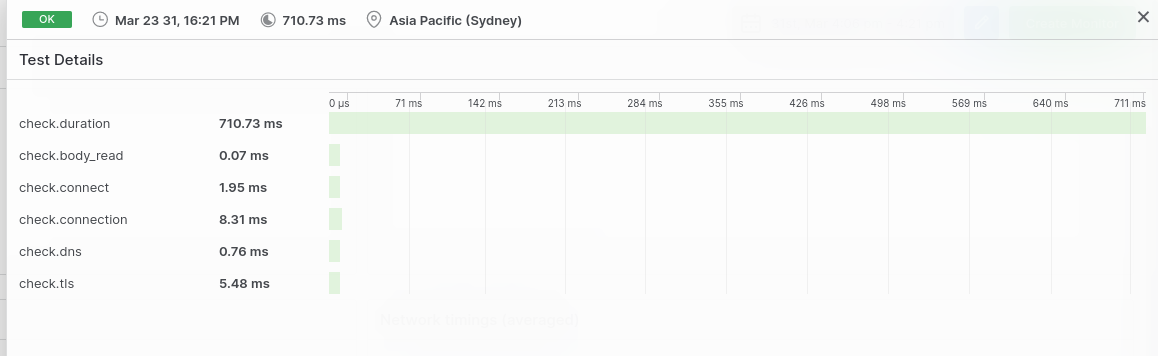 OK Mar 23 31, 16:21 PM 710.73 ms Asia Pacific (Sydney)
Test Details
0 µs 71 ms 142 ms 213 ms 284 ms 355 ms 426 ms 498 ms 569 ms 640 ms 711 ms
check.duration 710.73 ms
check.body_read 0.07 ms
check.connect 1.95 ms
check.connection 8.31 ms
check.dns 0.76 ms
check.tls 5.48 ms
Network timings (averaged)